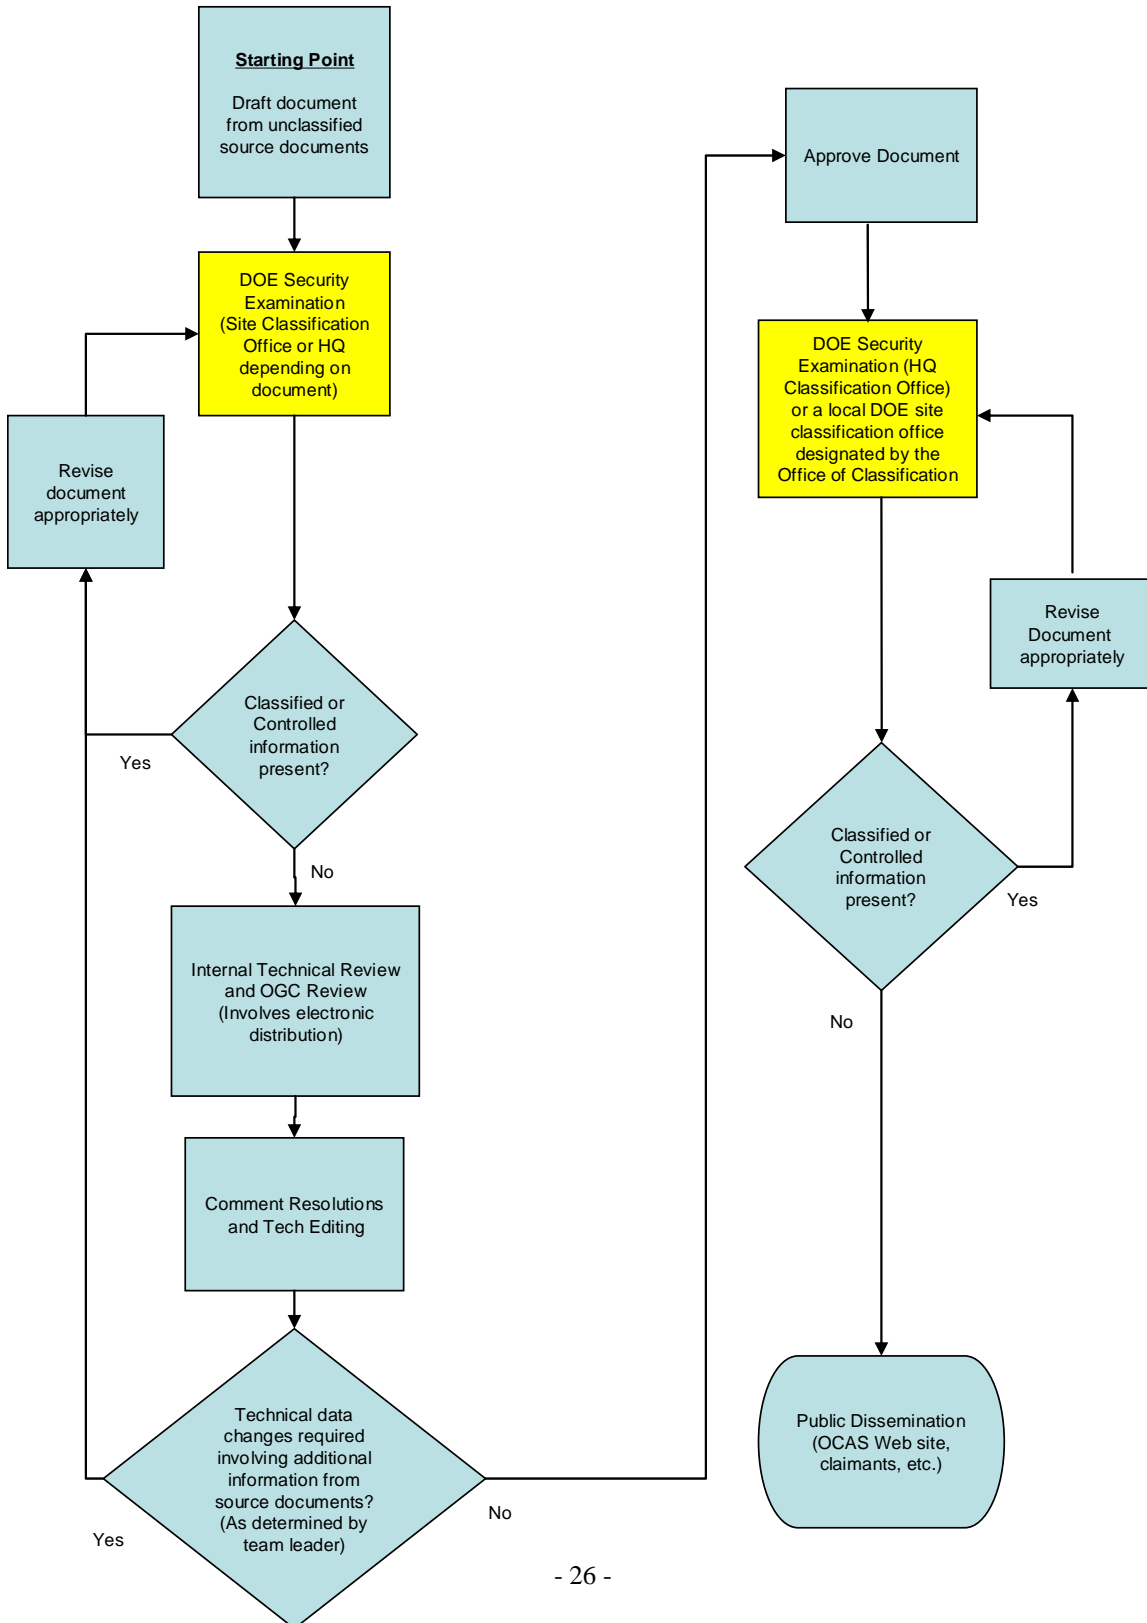 Starting Point
Draft document
from unclassified
source documents
DOE Security
Examination
(Site Classification
Office or HQ
depending on
document)
Revise
document
appropriately
Classified or
Controlled
information
present?
Yes
No
Internal Technical Review
and OGC Review
(Involves electronic
distribution)
Comment Resolutions
and Tech Editing
Technical data
changes required
involving additional
information from
source documents?
(As determined by
team leader)
Yes
No
Approve Document
DOE Security
Examination (HQ
Classification Office)
or a local DOE site
classification office
designated by the
Office of Classification
Revise
Document
appropriately
Classified or
Controlled
information
present?
Yes
No
Public Dissemination
(OCAS Web site,
claimants, etc.)
- 26 -